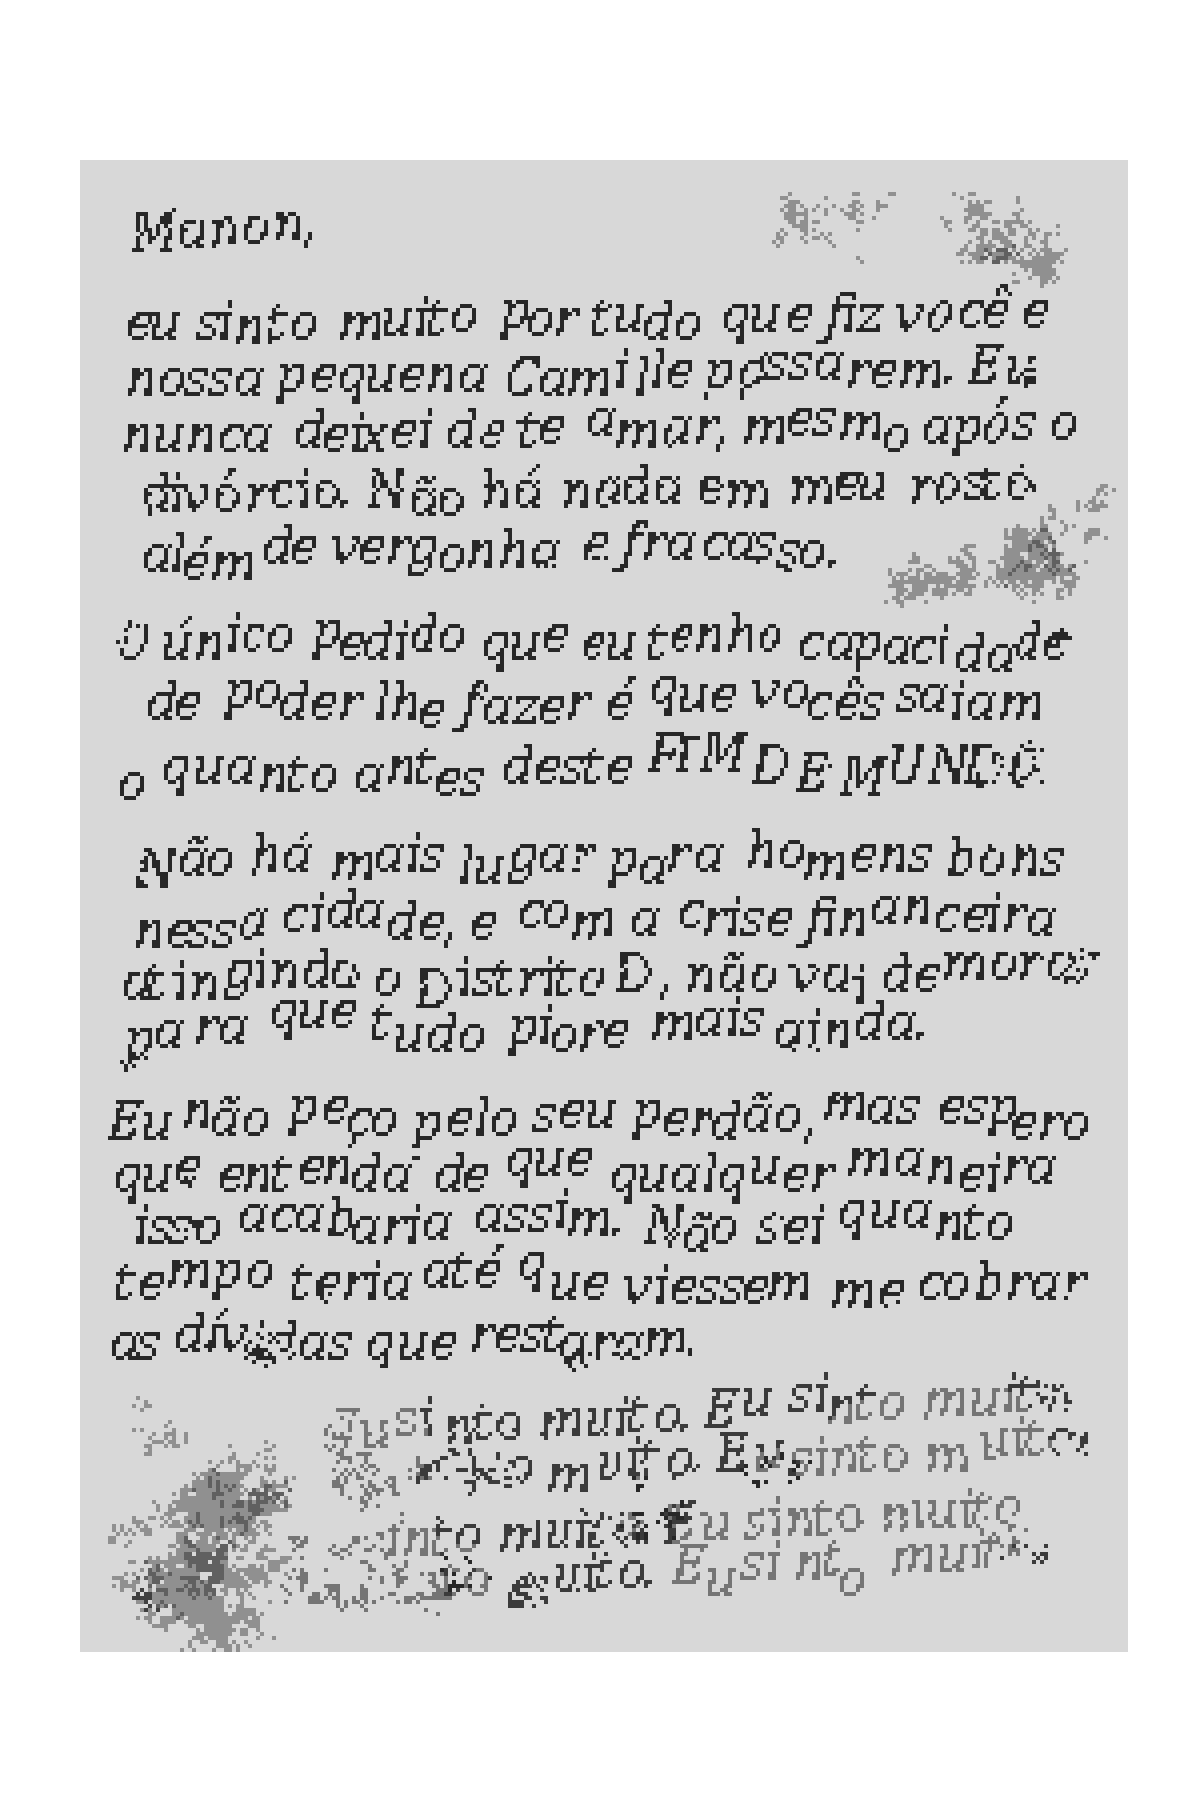 Manon,
eu sinto muito por tudo que fiz você e
nossa pequena Camille passarem. Eu
nunca deixei de te amar, mesmo após o
divórcio. Não há nada em meu rosto
além de vergonha e fracasso.
O único pedido que eu tenho capacidade
de poder lhe fazer é que vocês saiam
o quanto antes deste FIM DE MUNDO
Não há mais lugar para homens bons
nessa cidade, e com a crise financeira
atingindo o Distrito D, não vai demorar
para que tudo piore mais ainda.
Eu não peço pelo seu perdão, mas espero
que entenda de que qualquer maneira
isso acabaria assim. Não sei quanto
tempo teria até que viessem me cobrar
as dívidas que restaram.
Eu sinto muito. Eu sinto muito
muito. Eu sinto muito
sinto muito Eu sinto muito.
muito. Eu sinto muito